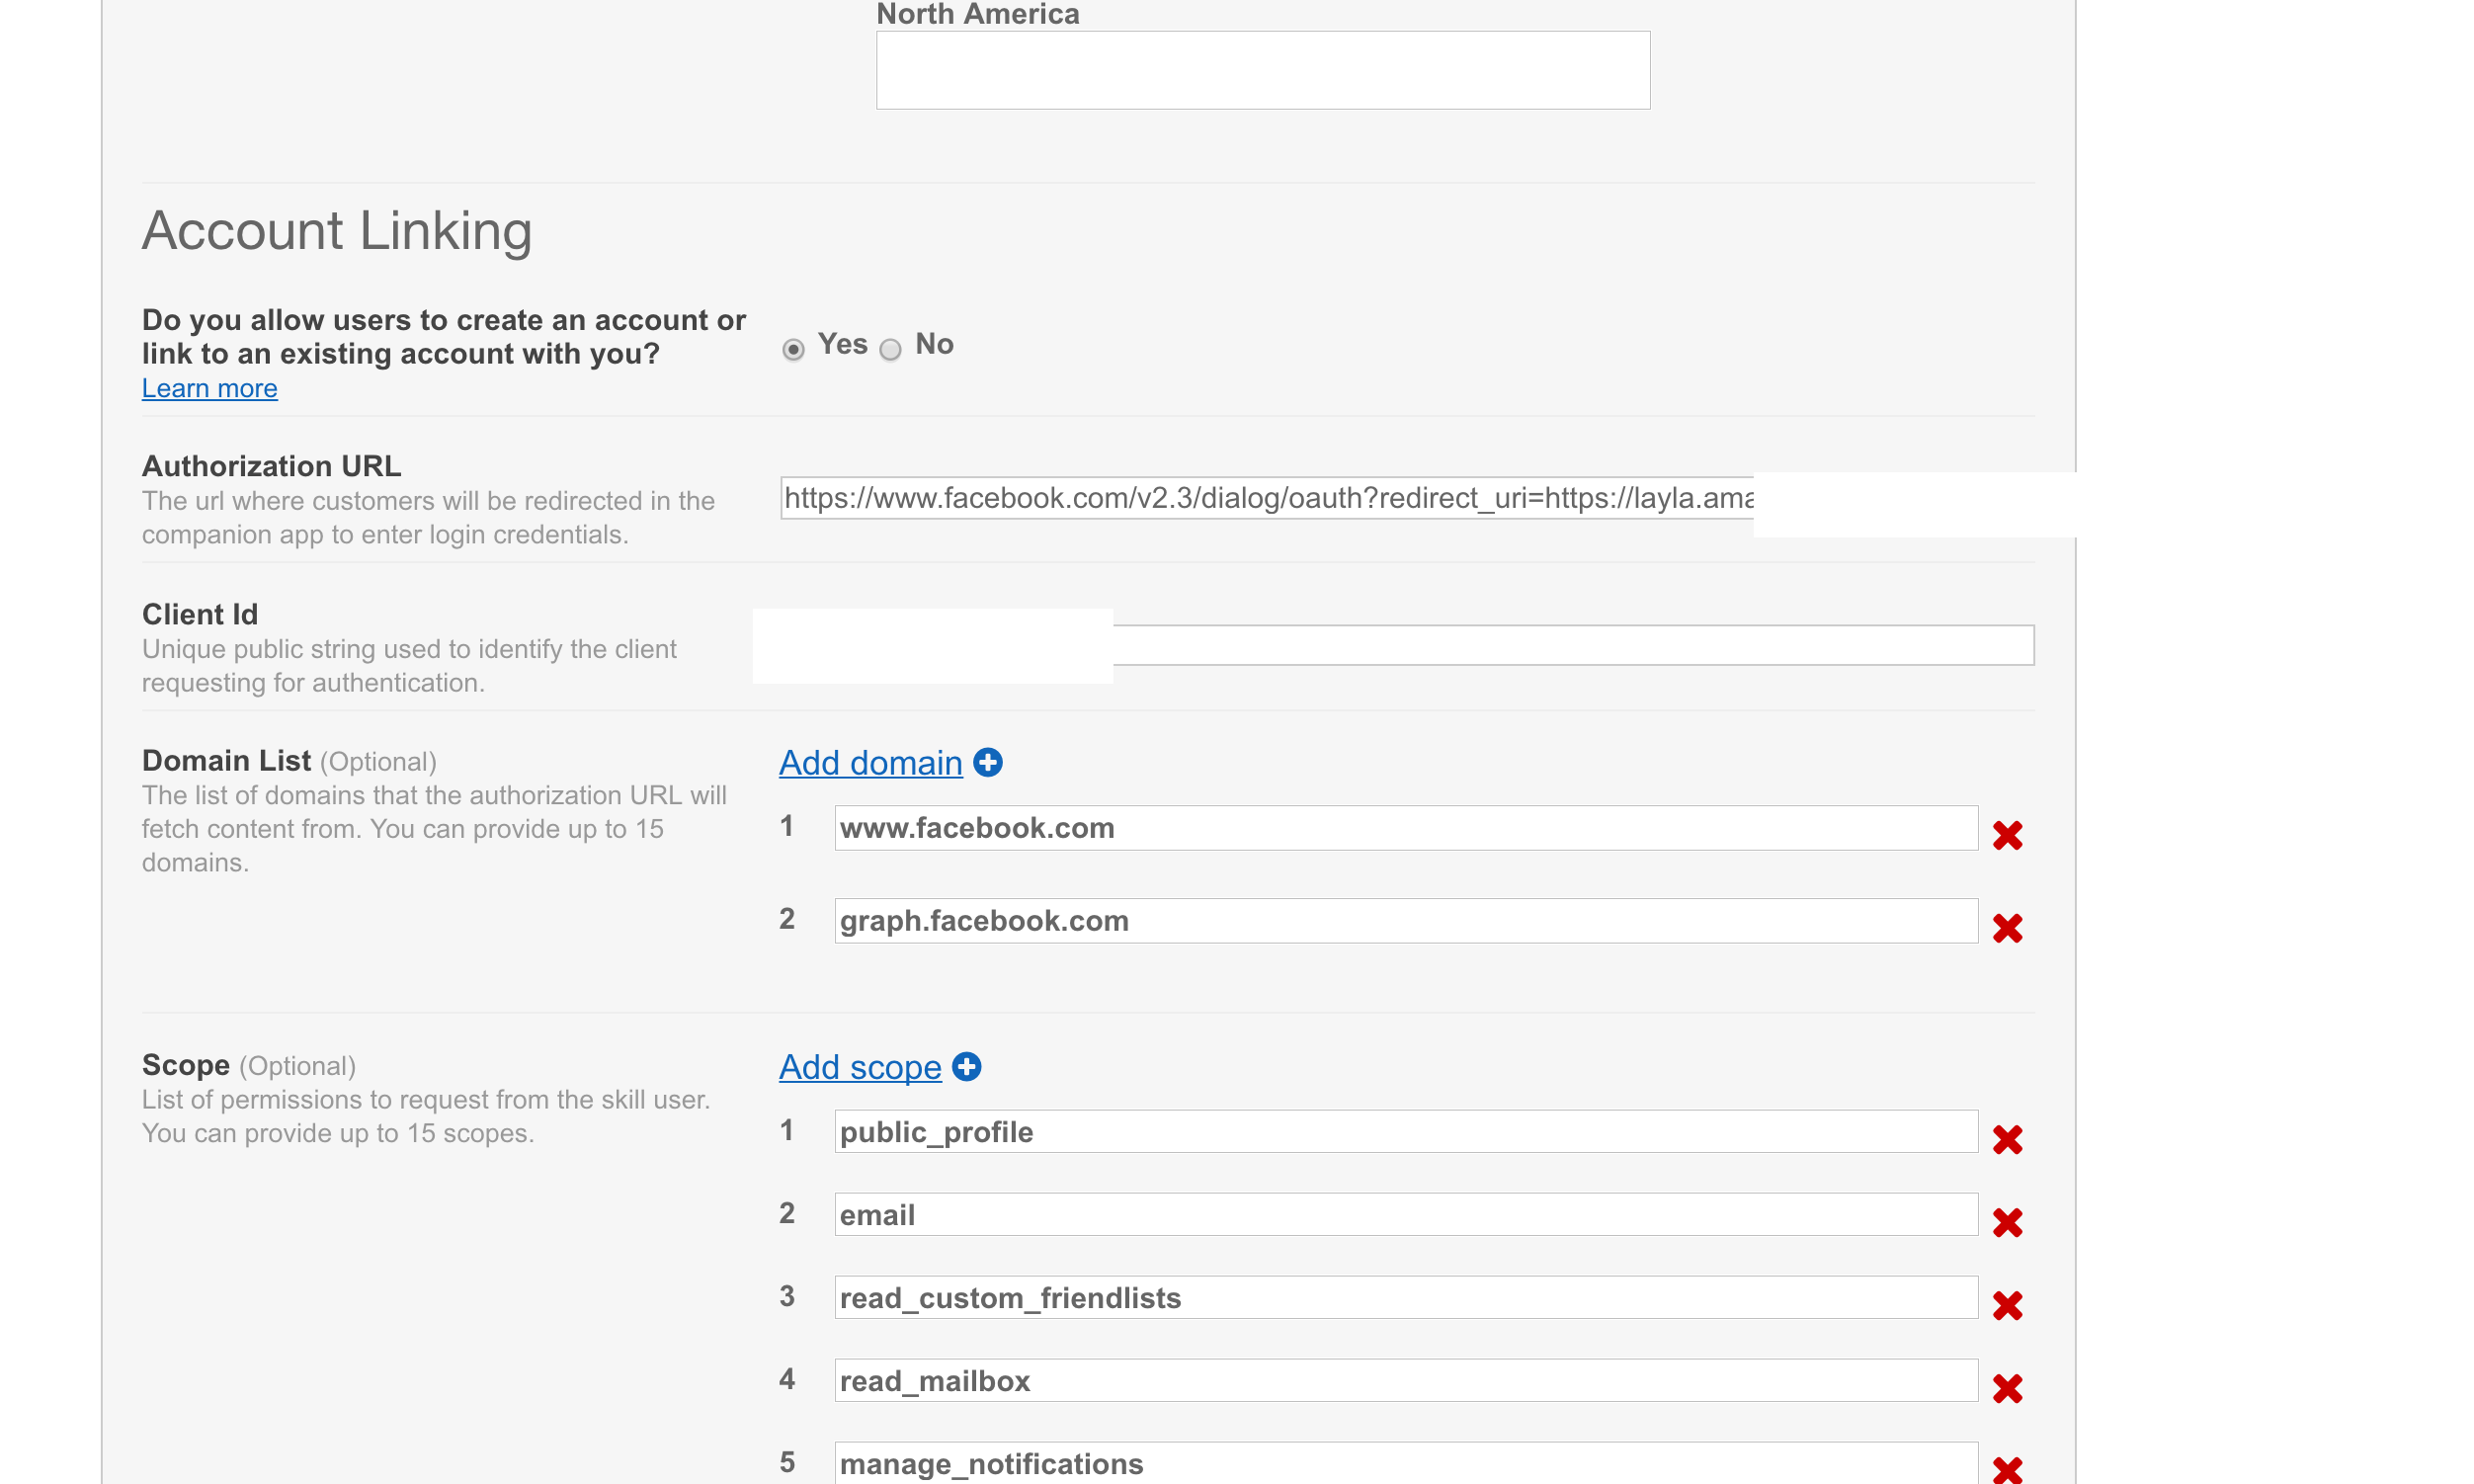 North America
Account Linking
Do you allow users to create an account or
link to an existing account with you?
Yes No
Learn more
Authorization URL
The url where customers will be redirected in the
companion app to enter login credentials.
https://www.facebook.com/v2.3/dialog/oauth?redirect_uri=https://layla.ama
Client Id
Unique public string used to identify the client
requesting for authentication.
Domain List (Optional)
The list of domains that the authorization URL will
fetch content from. You can provide up to 15
domains.
Add domain
1 www.facebook.com
2 graph.facebook.com
Scope (Optional)
List of permissions to request from the skill user.
You can provide up to 15 scopes.
Add scope
1 public_profile
2 email
3 read_custom_friendlists
4 read_mailbox
5 manage_notifications